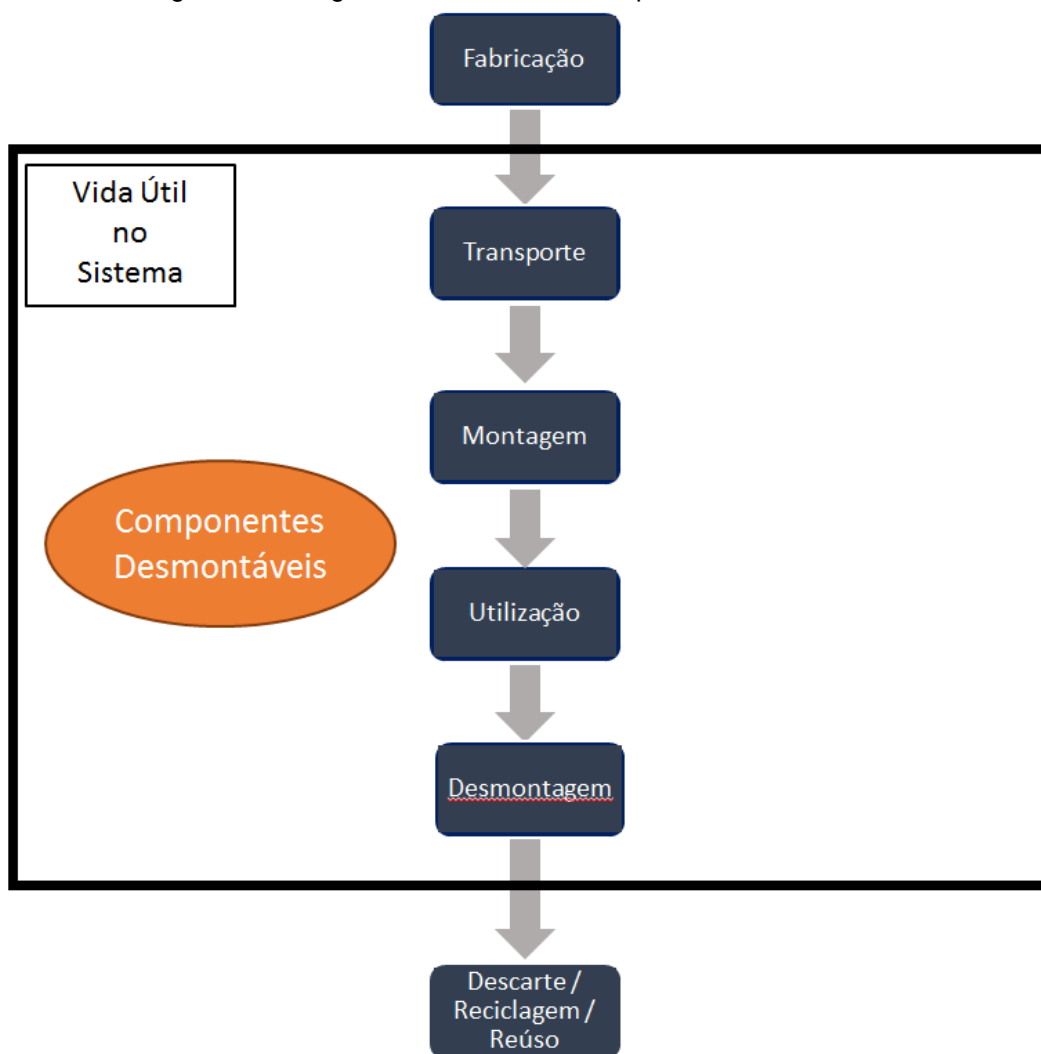 Fabricação
Vida Útil
no
Sistema
Transporte
Montagem
Componentes
Desmontáveis
Utilização
Desmontagem
Descarte /
Reciclagem /
Reúso